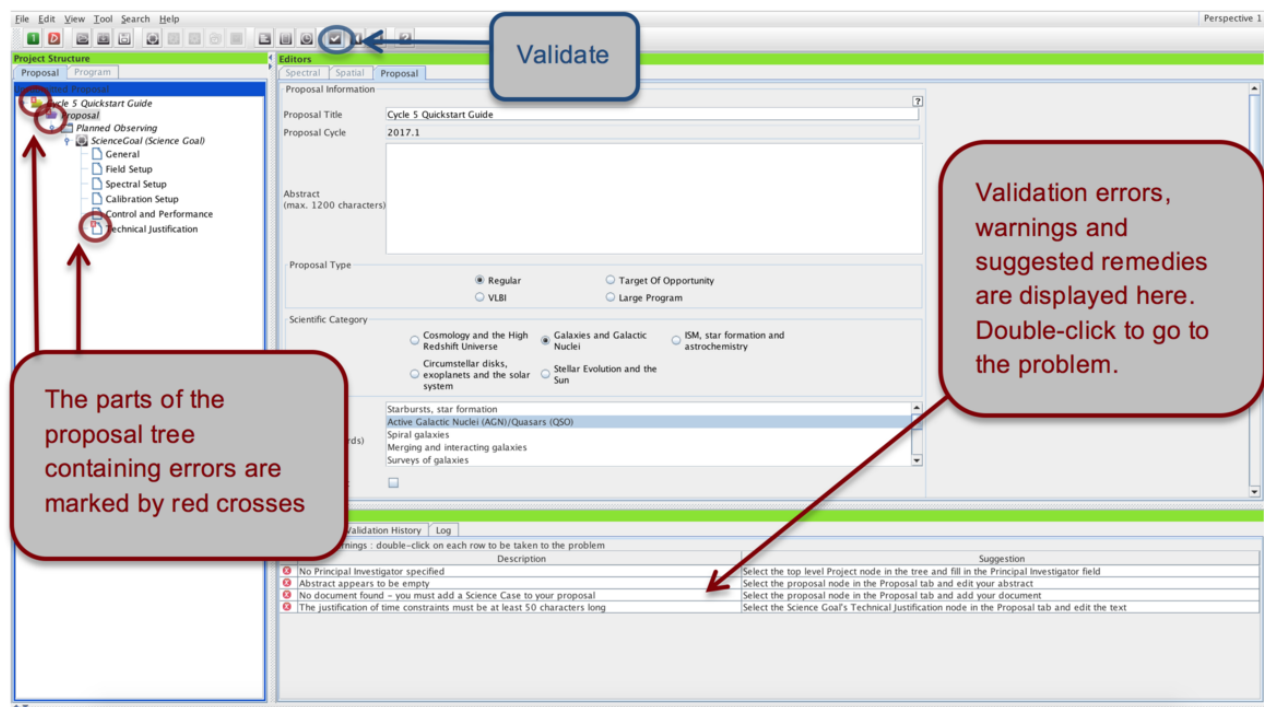 File Edit View Tool Search Help
Perspective 1
Validate
Project Structure
Proposal Program
Proposal
Cycle 5 Quickstart Guide
Proposal
Planned Observing
ScienceGoal (Science Goal)
General
Field Setup
Spectral Setup
Calibration Setup
Control and Performance
Technical Justification
The parts of the
proposal tree
containing errors are
marked by red crosses
Editors
Spectral Spatial Proposal
Proposal Information
?
Proposal Title Cycle 5 Quickstart Guide
Proposal Cycle 2017.1
Abstract
(max. 1200 characters)
Proposal Type
Regular Target Of Opportunity
VLBI Large Program
Scientific Category
Cosmology and the High Redshift Universe
Galaxies and Galactic Nuclei
ISM, star formation and astrochemistry
Circumstellar disks, exoplanets and the solar system
Stellar Evolution and the Sun
Starbursts, star formation
Active Galactic Nuclei (AGN)/Quasars (QSO)
Spiral galaxies
Merging and interacting galaxies
Surveys of galaxies
Validation errors,
warnings and
suggested remedies
are displayed here.
Double-click to go to
the problem.
Validation History Log
: double-click on each row to be taken to the problem
Description Suggestion
No Principal Investigator specified Select the top level Project node in the tree and fill in the Principal Investigator field
Abstract appears to be empty Select the proposal node in the Proposal tab and edit your abstract
No document found - you must add a Science Case to your proposal Select the proposal node in the Proposal tab and add your document
The justification of time constraints must be at least 50 characters long Select the Science Goal's Technical Justification node in the Proposal tab and edit the text